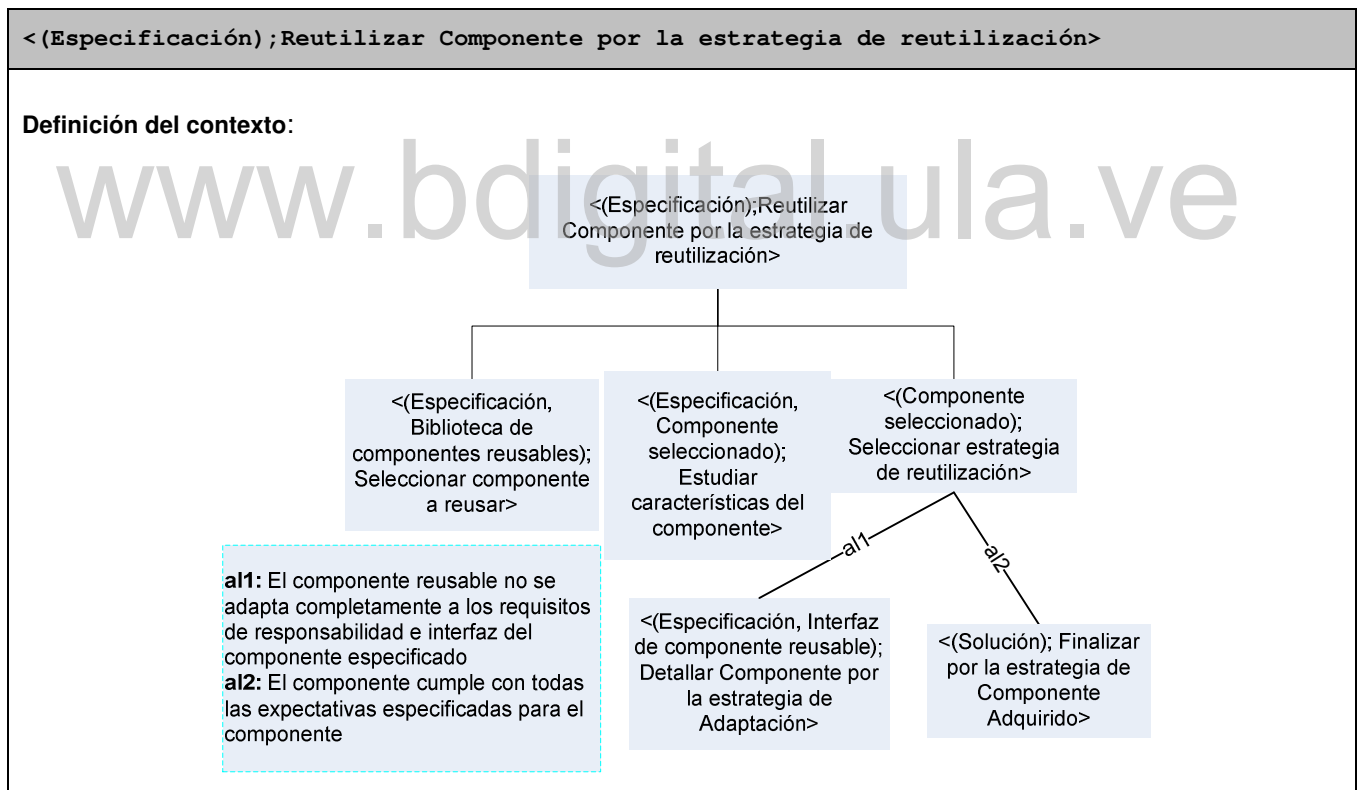 <(Especificación);Reutilizar Componente por la estrategia de reutilización>
Definición del contexto:
www.bdigital.ula.ve
<(Especificación);Reutilizar
Componente por la estrategia de
reutilización>
<(Especificación,
Biblioteca de
componentes reusables);
Seleccionar componente
a reusar>
<(Especificación,
Componente
seleccionado);
Estudiar
características del
componente>
<(Componente
seleccionado);
Seleccionar estrategia
de reutilización>
al1
al2
al1: El componente reusable no se
adapta completamente a los requisitos
de responsabilidad e interfaz del
componente especificado
al2: El componente cumple con todas
las expectativas especificadas para el
componente
<(Especificación, Interfaz
de componente reusable);
Detallar Componente por
la estrategia de
Adaptación>
<(Solución); Finalizar
por la estrategia de
Componente
Adquirido>